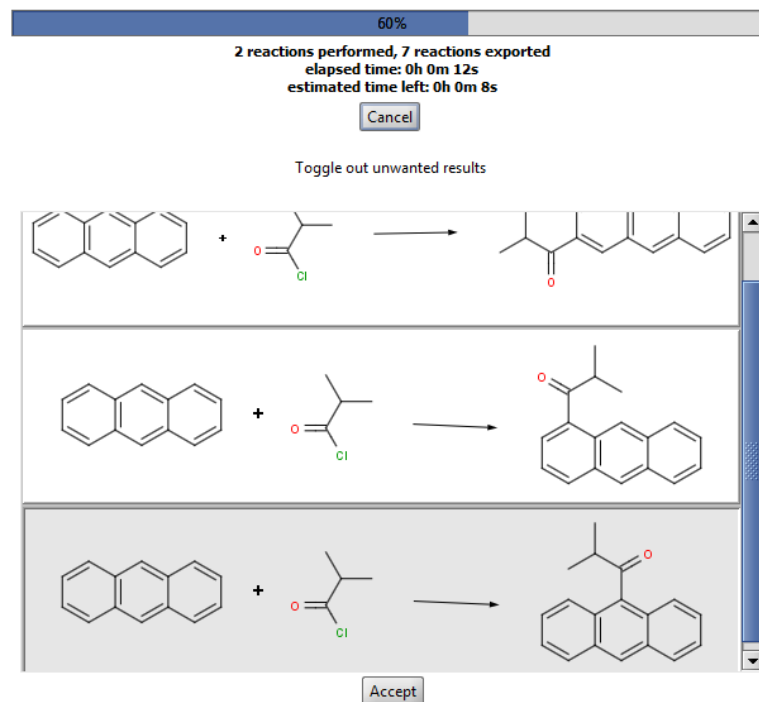 60%
2 reactions performed, 7 reactions exported
elapsed time: 0h 0m 12s
estimated time left: 0h 0m 8s
Cancel
Toggle out unwanted results
+ O Cl O
+ O Cl O
+ O Cl O
Accept